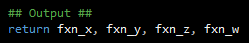 ## Output ##
return fxn_x, fxn_y, fxn_z, fxn_w